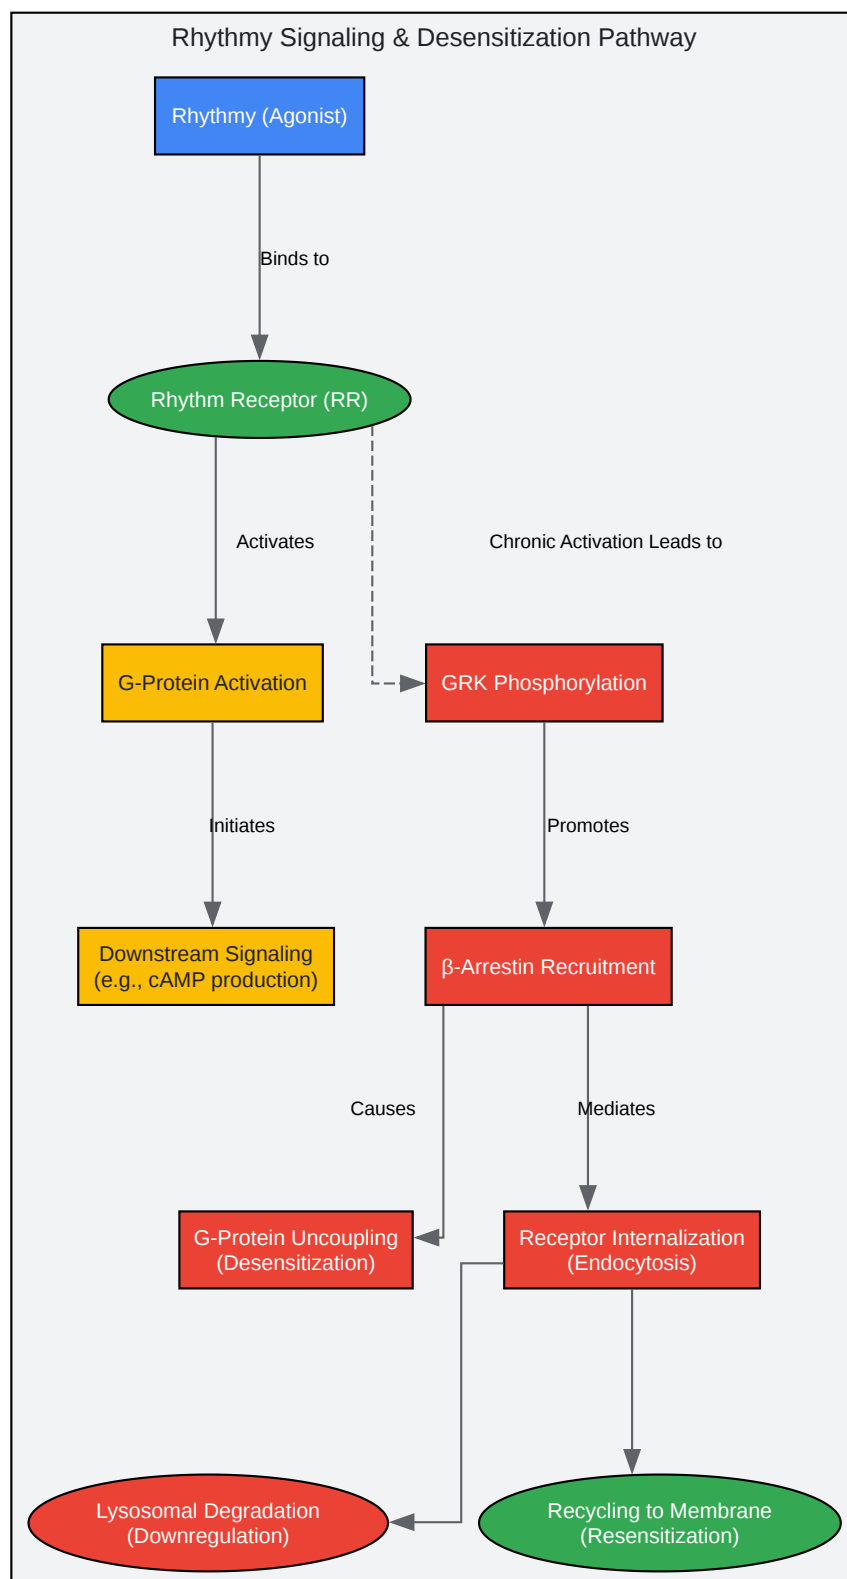 Rhythmy Signaling & Desensitization Pathway
Rhythmy (Agonist)
Binds to
Rhythm Receptor (RR)
Activates
Chronic Activation Leads to
G-Protein Activation
GRK Phosphorylation
Initiates
Promotes
Downstream Signaling
(e.g., cAMP production)
β-Arrestin Recruitment
Causes
Mediates
G-Protein Uncoupling
(Desensitization)
Receptor Internalization
(Endocytosis)
Lysosomal Degradation
(Downregulation)
Recycling to Membrane
(Resensitization)